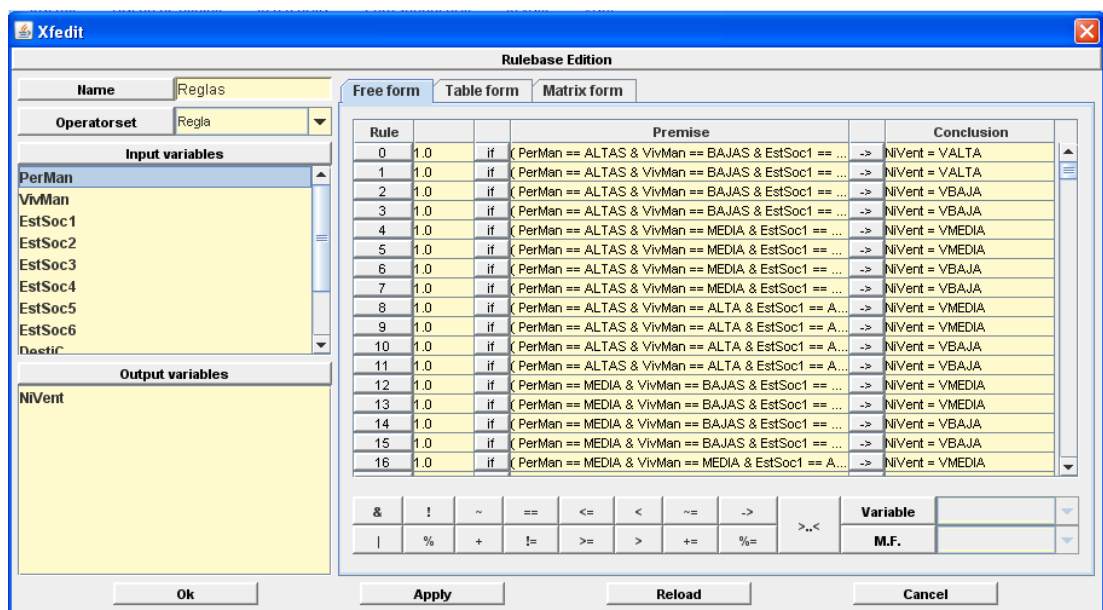 Xfedit
Rulebase Edition
Name Reglas
Operatorset Regla
Input variables
PerMan
VivMan
EstSoc1
EstSoc2
EstSoc3
EstSoc4
EstSoc5
EstSoc6
DestiC
Output variables
NiVent
Free form Table form Matrix form
Rule Premise Conclusion
0 1.0 if ( PerMan == ALTAS & VivMan == BAJAS & EstSoc1 == ... -> NiVent = VALTA
1 1.0 if ( PerMan == ALTAS & VivMan == BAJAS & EstSoc1 == ... -> NiVent = VALTA
2 1.0 if ( PerMan == ALTAS & VivMan == BAJAS & EstSoc1 == ... -> NiVent = VBAJA
3 1.0 if ( PerMan == ALTAS & VivMan == BAJAS & EstSoc1 == ... -> NiVent = VBAJA
4 1.0 if ( PerMan == ALTAS & VivMan == MEDIA & EstSoc1 == ... -> NiVent = VMEDIA
5 1.0 if ( PerMan == ALTAS & VivMan == MEDIA & EstSoc1 == ... -> NiVent = VMEDIA
6 1.0 if ( PerMan == ALTAS & VivMan == MEDIA & EstSoc1 == ... -> NiVent = VBAJA
7 1.0 if ( PerMan == ALTAS & VivMan == MEDIA & EstSoc1 == ... -> NiVent = VBAJA
8 1.0 if ( PerMan == ALTAS & VivMan == ALTA & EstSoc1 == A... -> NiVent = VMEDIA
9 1.0 if ( PerMan == ALTAS & VivMan == ALTA & EstSoc1 == A... -> NiVent = VMEDIA
10 1.0 if ( PerMan == ALTAS & VivMan == ALTA & EstSoc1 == A... -> NiVent = VBAJA
11 1.0 if ( PerMan == ALTAS & VivMan == ALTA & EstSoc1 == A... -> NiVent = VBAJA
12 1.0 if ( PerMan == MEDIA & VivMan == BAJAS & EstSoc1 == ... -> NiVent = VMEDIA
13 1.0 if ( PerMan == MEDIA & VivMan == BAJAS & EstSoc1 == ... -> NiVent = VMEDIA
14 1.0 if ( PerMan == MEDIA & VivMan == BAJAS & EstSoc1 == ... -> NiVent = VBAJA
15 1.0 if ( PerMan == MEDIA & VivMan == BAJAS & EstSoc1 == ... -> NiVent = VBAJA
16 1.0 if ( PerMan == MEDIA & VivMan == MEDIA & EstSoc1 == A... -> NiVent = VMEDIA
& ! ~ == <= < ~= -> >..< Variable
| % + != >= > += %= M.F.
Ok Apply Reload Cancel